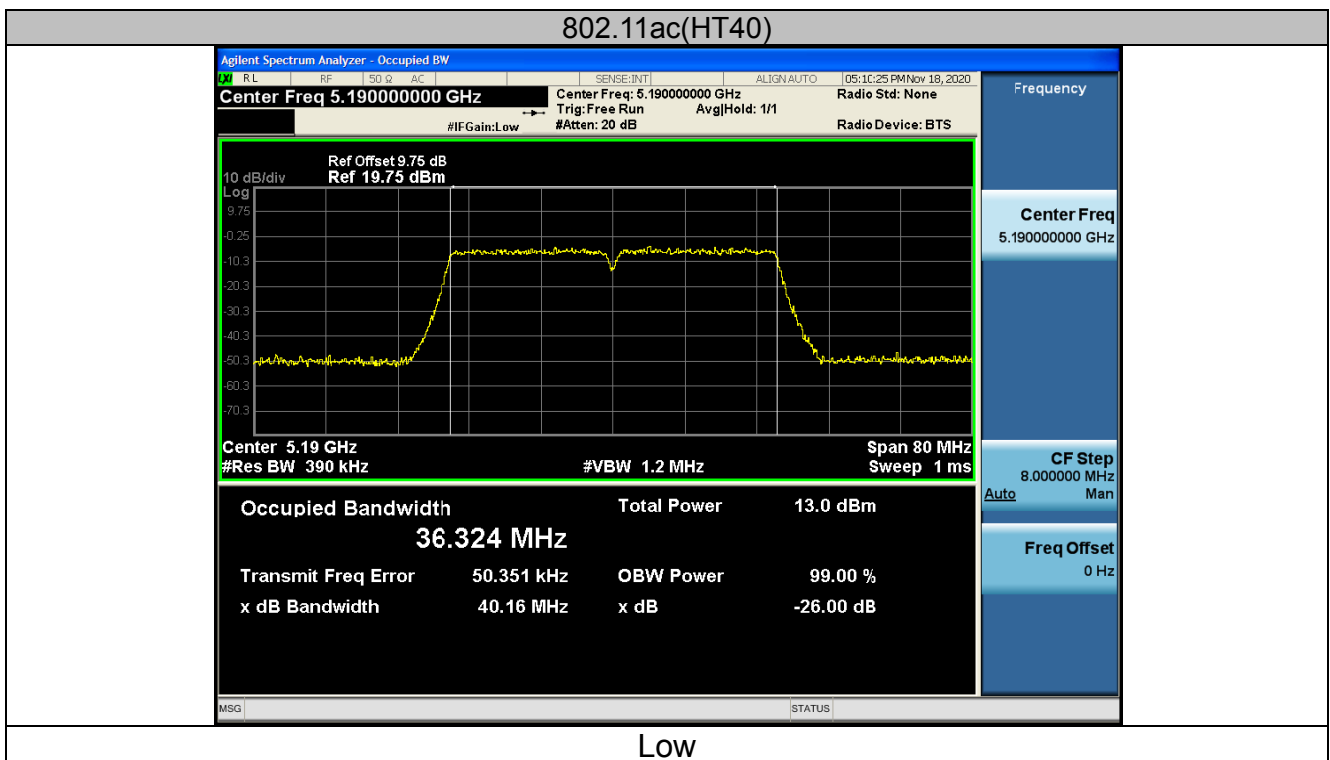 802.11ac(HT40)
Agilent Spectrum Analyzer - Occupied BW
LXI RL RF 50 Ω AC SENSE:INT ALIGN AUTO 05:10:25 PM Nov 18, 2020
Center Freq 5.190000000 GHz
Center Freq: 5.190000000 GHz Radio Std: None
Trig: Free Run Avg|Hold: 1/1
#IFGain:Low #Atten: 20 dB Radio Device: BTS
Frequency
Ref Offset 9.75 dB
10 dB/div Ref 19.75 dBm
Log
9.75
-0.25
-10.3
-20.3
-30.3
-40.3
-50.3
-60.3
-70.3
Center 5.19 GHz Span 80 MHz
#Res BW 390 kHz #VBW 1.2 MHz Sweep 1 ms
Center Freq
5.190000000 GHz
CF Step
8.000000 MHz
Auto Man
Freq Offset
0 Hz
Occupied Bandwidth Total Power 13.0 dBm
36.324 MHz
Transmit Freq Error 50.351 kHz OBW Power 99.00 %
x dB Bandwidth 40.16 MHz x dB -26.00 dB
MSG STATUS
Low